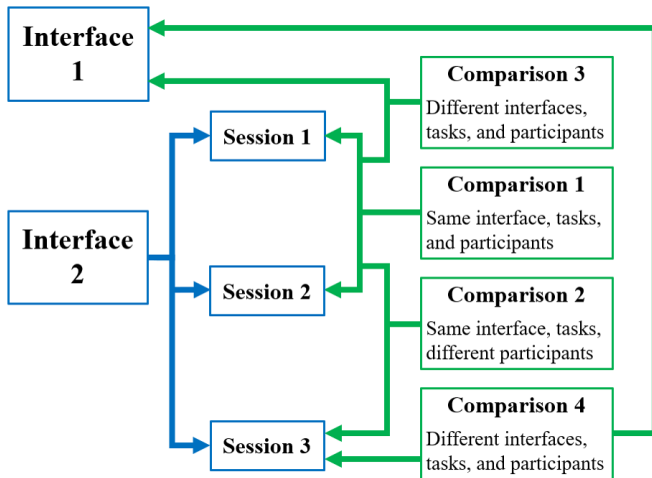 Interface
1
Comparison 3
Different interfaces,
tasks, and participants
Session 1
Comparison 1
Same interface, tasks,
and participants
Interface
2
Session 2
Comparison 2
Same interface, tasks,
different participants
Comparison 4
Different interfaces,
tasks, and participants
Session 3